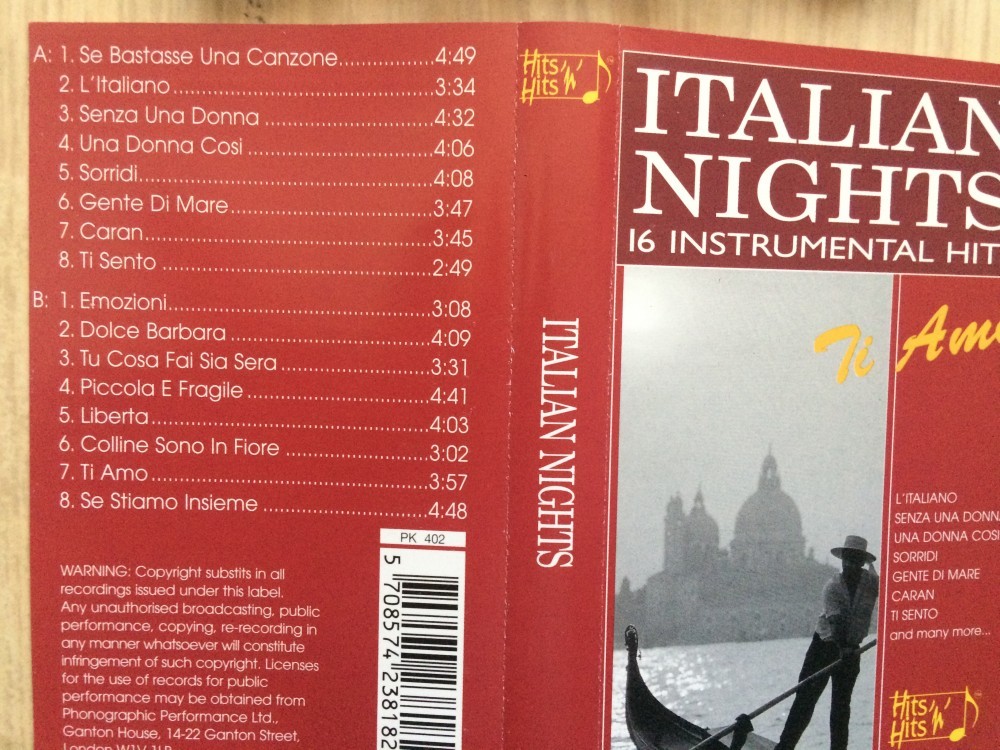 A: 1. Se Bastasse Una Canzone..................4:49
2. L'Italiano.......................................3:34
3. Senza Una Donna .........................4:32
4. Una Donna Cosi ...........................4:06
5. Sorridi............................................4:08
6. Gente Di Mare..............................3:47
7. Caran............................................3:45
8. Ti Sento .........................................2:49
B: 1. Emozioni........................................3:08
2. Dolce Barbara ..............................4:09
3. Tu Cosa Fai Sia Sera ......................3:31
4. Piccola E Fragile ...........................4:41
5. Liberta..........................................4:03
6. Colline Sono In Fiore .....................3:02
7. Ti Amo..........................................3:57
8. Se Stiamo Insieme .........................4:48
PK 402
5 708574 238182
WARNING: Copyright substits in all
recordings issued under this label.
Any unauthorised broadcasting, public
performance, copying, re-recording in
any manner whatsoever will constitute
infringement of such copyright. Licenses
for the use of records for public
performance may be obtained from
Phonographic Performance Ltd.,
Ganton House, 14-22 Ganton Street,
London W1V 1LB
Hits 'n'
Hits
ITALIAN NIGHTS
ITALIAN
NIGHTS
16 INSTRUMENTAL HIT
Ti Am
L'ITALIANO
SENZA UNA DONNA
UNA DONNA COSI
SORRIDI
GENTE DI MARE
CARAN
TI SENTO
and many more...
Hits 'n'
Hits